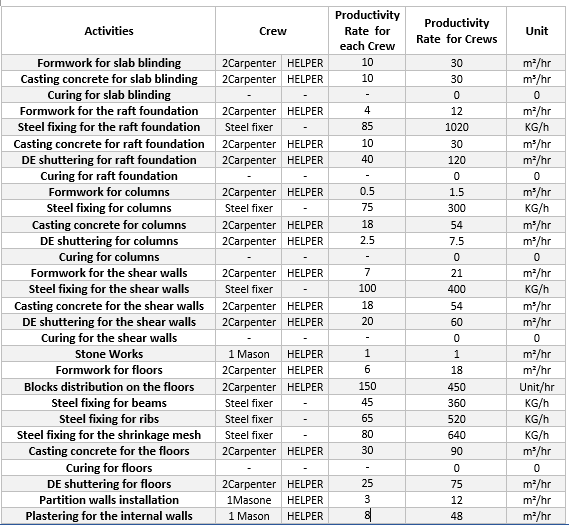 Activities Crew Productivity Rate for each Crew Productivity Rate for Crews Unit
Formwork for slab blinding 2Carpenter HELPER 10 30 m²/hr
Casting concrete for slab blinding 2Carpenter HELPER 10 30 m³/hr
Curing for slab blinding - - - 0 0
Formwork for the raft foundation 2Carpenter HELPER 4 12 m²/hr
Steel fixing for the raft foundation Steel fixer - 85 1020 KG/h
Casting concrete for raft foundation 2Carpenter HELPER 10 30 m³/hr
DE shuttering for raft foundation 2Carpenter HELPER 40 120 m²/hr
Curing for raft foundation - - - 0 0
Formwork for columns 2Carpenter HELPER 0.5 1.5 m³/hr
Steel fixing for columns Steel fixer - 75 300 KG/h
Casting concrete for columns 2Carpenter HELPER 18 54 m³/hr
DE shuttering for columns 2Carpenter HELPER 2.5 7.5 m³/hr
Curing for columns - - - 0 0
Formwork for the shear walls 2Carpenter HELPER 7 21 m²/hr
Steel fixing for the shear walls Steel fixer - 100 400 KG/h
Casting concrete for the shear walls 2Carpenter HELPER 18 54 m³/hr
DE shuttering for the shear walls 2Carpenter HELPER 20 60 m²/hr
Curing for the shear walls - - - 0 0
Stone Works 1 Mason HELPER 1 1 m²/hr
Formwork for floors 2Carpenter HELPER 6 18 m²/hr
Blocks distribution on the floors 2Carpenter HELPER 150 450 Unit/hr
Steel fixing for beams Steel fixer - 45 360 KG/h
Steel fixing for ribs Steel fixer - 65 520 KG/h
Steel fixing for the shrinkage mesh Steel fixer - 80 640 KG/h
Casting concrete for the floors 2Carpenter HELPER 30 90 m³/hr
Curing for floors - - - 0 0
DE shuttering for floors 2Carpenter HELPER 25 75 m²/hr
Partition walls installation 1Masone HELPER 3 12 m²/hr
Plastering for the internal walls 1 Mason HELPER 8 48 m²/hr